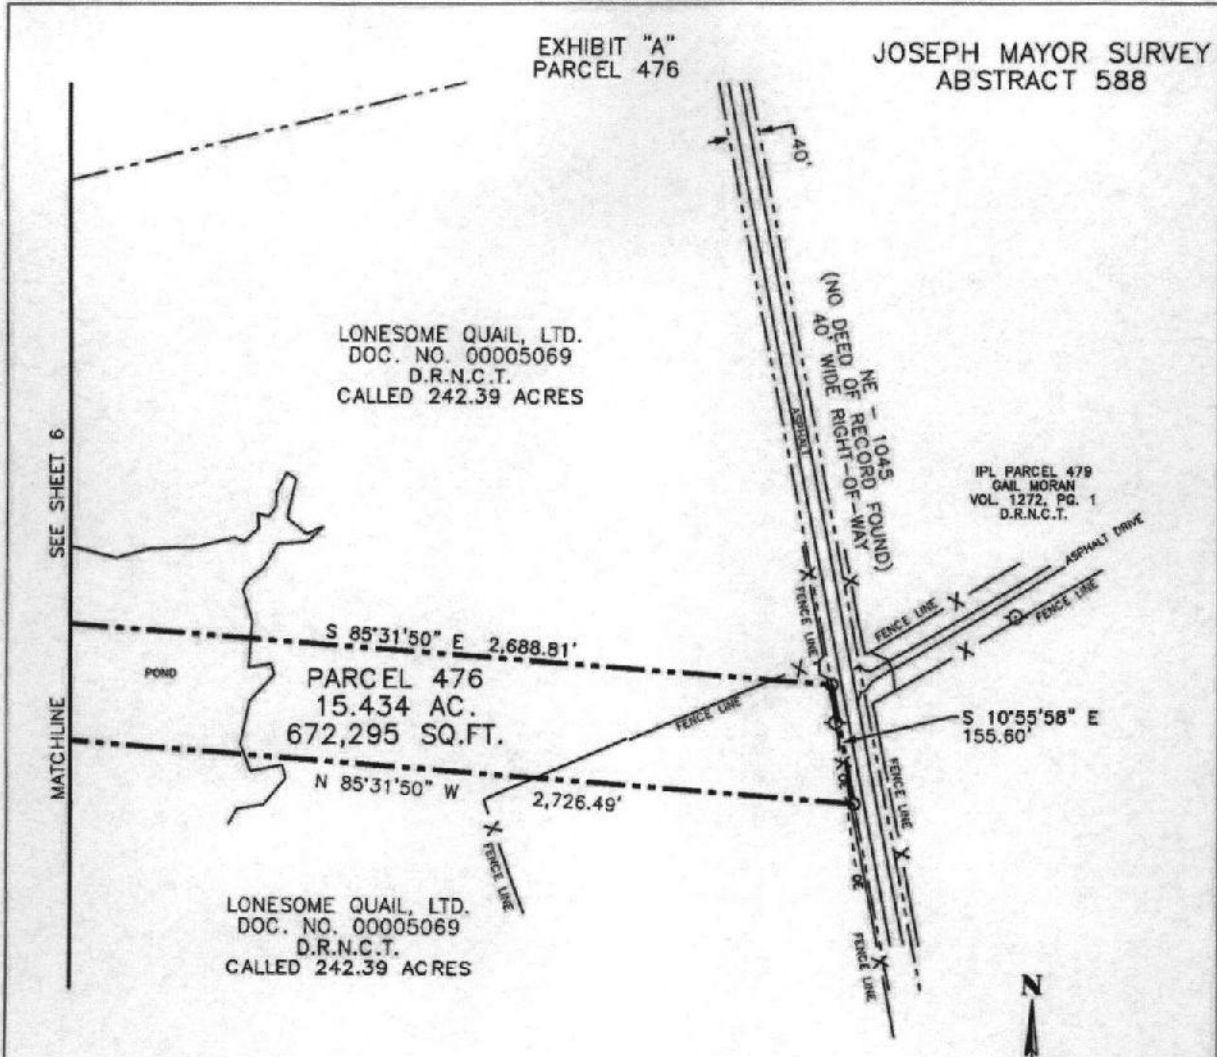 EXHIBIT "A"
PARCEL 476
JOSEPH MAYOR SURVEY
ABSTRACT 588
40'
NE - 1045
(NO DEED OF RECORD FOUND)
40' WIDE RIGHT-OF-WAY
ASPHALT
LONESOME QUAIL, LTD.
DOC. NO. 00005069
D.R.N.C.T.
CALLED 242.39 ACRES
SEE SHEET 6
MATCHLINE
IPL PARCEL 479
GAIL MORAN
VOL. 1272, PG. 1
D.R.N.C.T.
ASPHALT DRIVE
FENCE LINE
FENCE LINE
FENCE LINE
S 85°31'50" E 2,688.81'
POND
PARCEL 476
15.434 AC.
672,295 SQ.FT.
FENCE LINE
S 10°55'58" E
155.60'
N 85°31'50" W 2,726.49'
OE
FENCE LINE
FENCE LINE
OE
FENCE LINE
LONESOME QUAIL, LTD.
DOC. NO. 00005069
D.R.N.C.T.
CALLED 242.39 ACRES
N